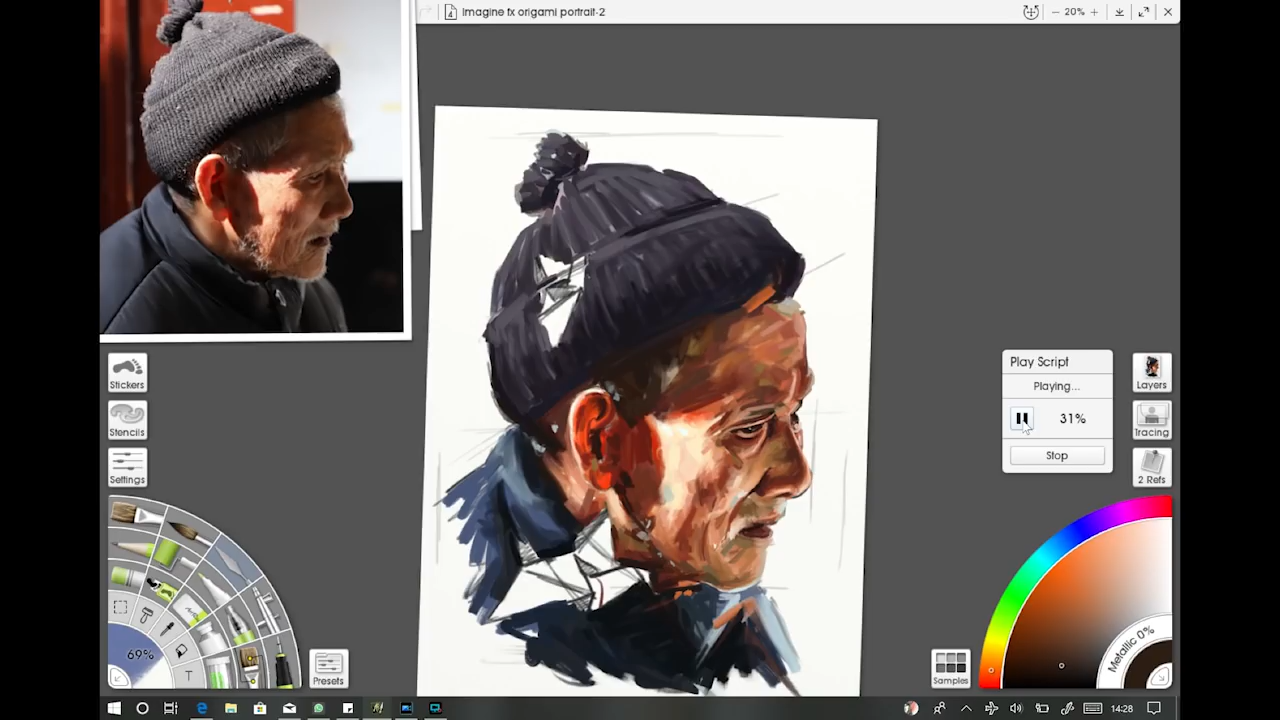 4
Imagine fx origami portrait-2
20%
Stickers
Stencils
Settings
69%
T
Presets
Play Script
Playing...
31%
Stop
Layers
Tracing
2 Refs
Metallic 0%
Samples
14:28